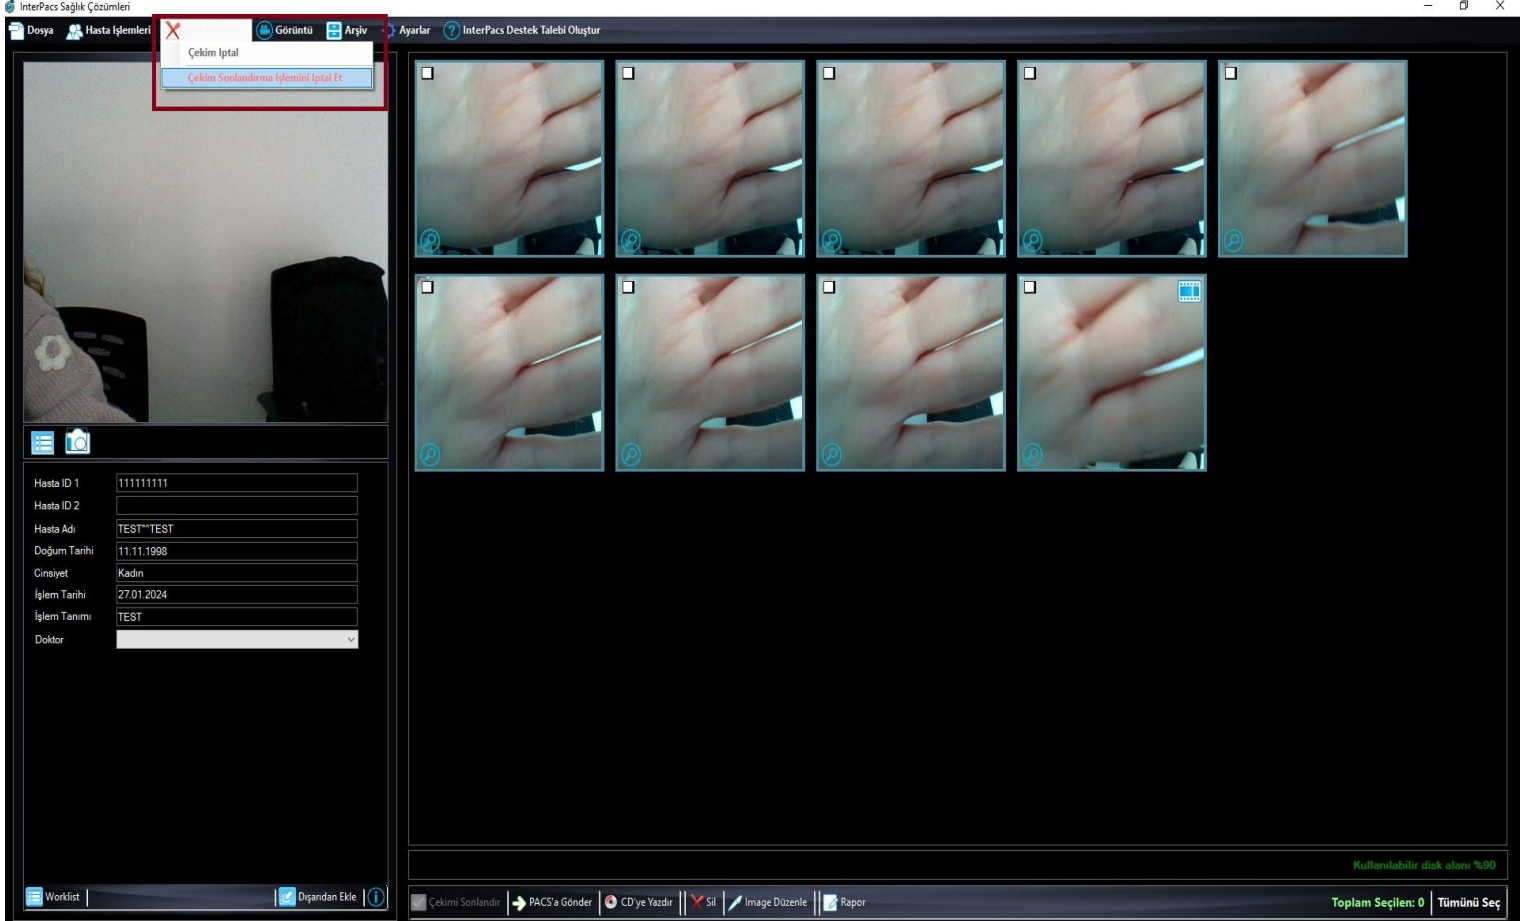 InterPacs Sağlık Çözümleri
Dosya Hasta İşlemleri Görüntü Arşiv Ayarlar ? InterPacs Destek Talebi Oluştur
Çekim Iptal
Çekim Sonlandırma Işlemini Iptal Et
Hasta ID 1 111111111
Hasta ID 2
Hasta Adı TEST^^TEST
Doğum Tarihi 11.11.1998
Cinsiyet Kadın
İşlem Tarihi 27.01.2024
İşlem Tanımı TEST
Doktor
Kullanılabilir disk alanı %90
Worklist Dışarıdan Ekle
Çekimi Sonlandır PACS'a Gönder CD'ye Yazdır Sil Image Düzenle Rapor Toplam Seçilen: 0 Tümünü Seç